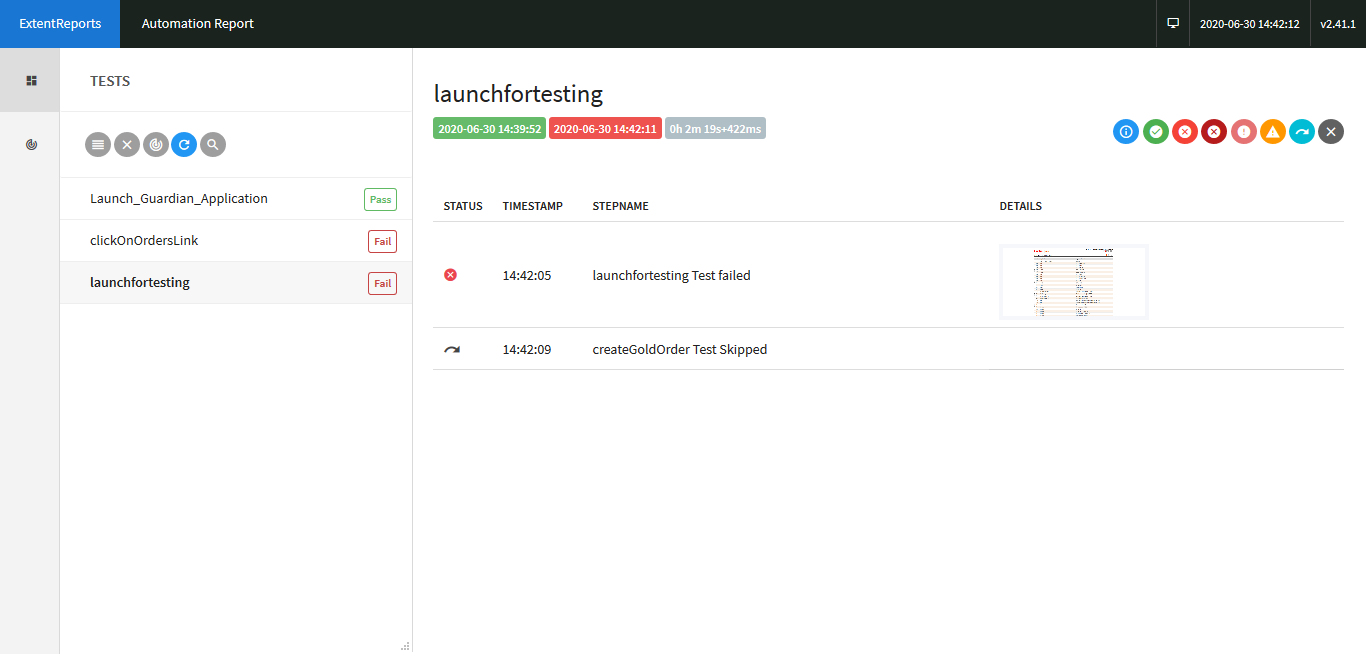 ExtentReports Automation Report 2020-06-30 14:42:12 v2.41.1
TESTS
launchfortesting
2020-06-30 14:39:52 2020-06-30 14:42:11 0h 2m 19s+422ms
Launch_Guardian_Application Pass
clickOnOrdersLink Fail
launchfortesting Fail
STATUS TIMESTAMP STEPNAME DETAILS
14:42:05 launchfortesting Test failed
14:42:09 createGoldOrder Test Skipped